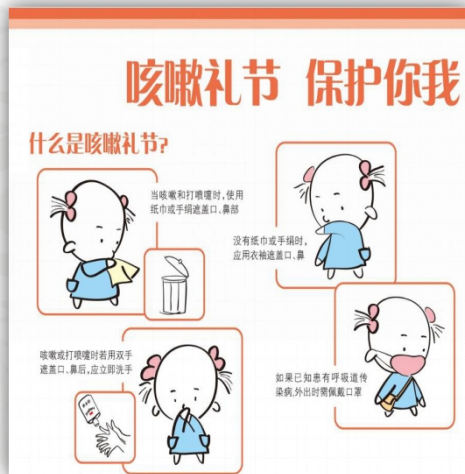 咳嗽礼节 保护你我
什么是咳嗽礼节?
当咳嗽和打喷嚏时,使用
纸巾或手绢遮盖口、鼻部
没有纸巾或手绢时,
应用衣袖遮盖口、鼻
咳嗽或打喷嚏时若用双手
遮盖口、鼻后,应立即洗手
如果已知患有呼吸道传
染病,外出时需佩戴口罩